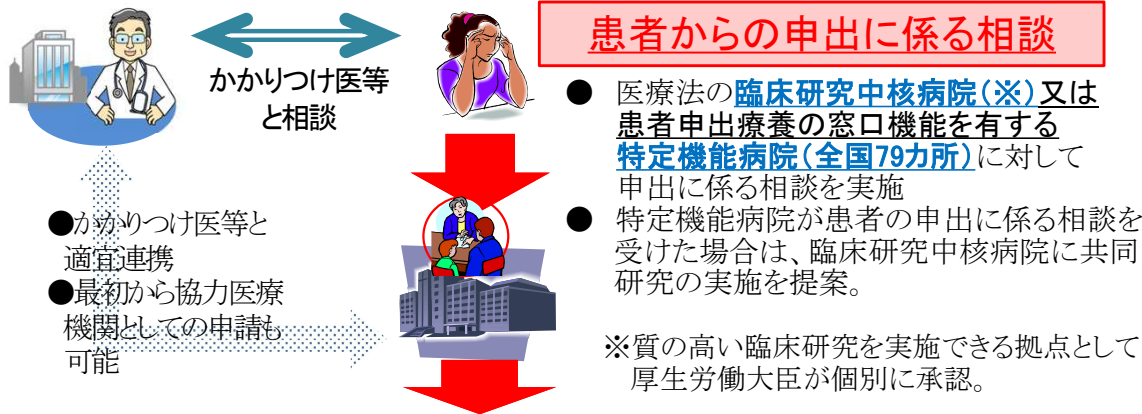 患者からの申出に係る相談
かかりつけ医等
と相談
● 医療法の臨床研究中核病院(※)又は
患者申出療養の窓口機能を有する
特定機能病院(全国79カ所)に対して
申出に係る相談を実施
● 特定機能病院が患者の申出に係る相談を
受けた場合は、臨床研究中核病院に共同
研究の実施を提案。
※質の高い臨床研究を実施できる拠点として
厚生労働大臣が個別に承認。
●かかりつけ医等と
適宜連携
●最初から協力医療
機関としての申請も
可能